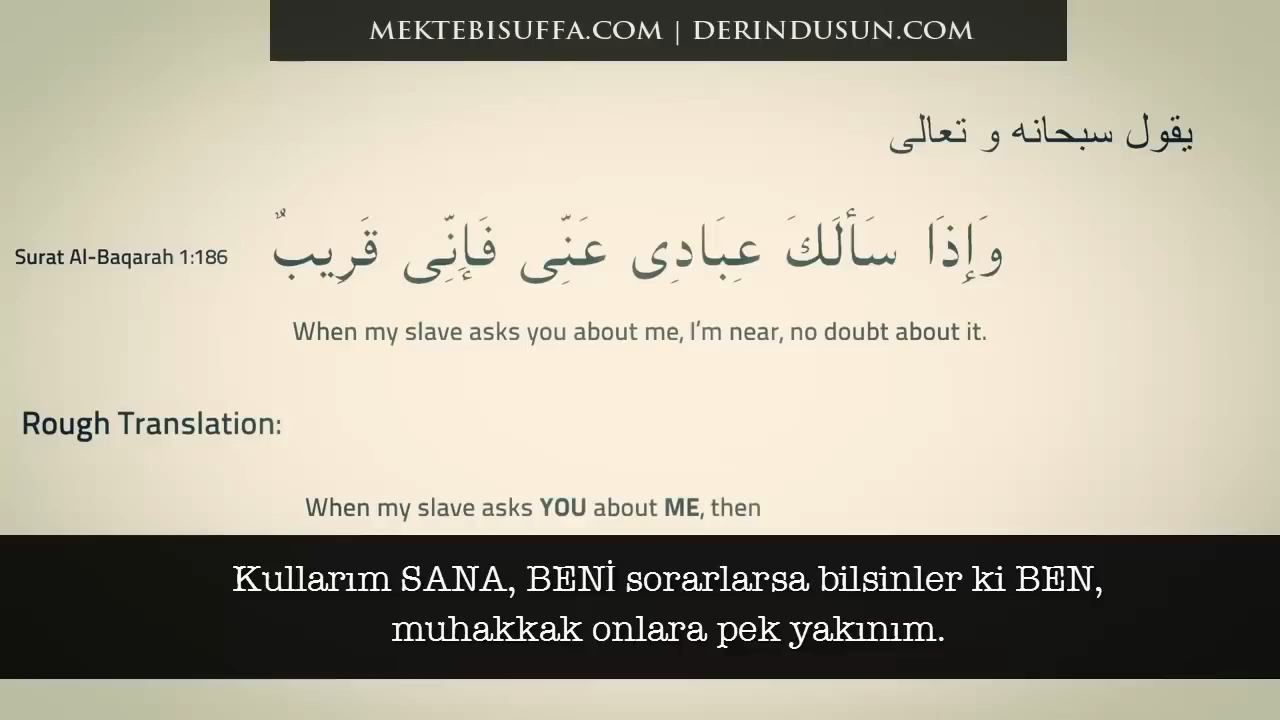 MEKTEBISUFFA.COM | DERINDUSUN.COM
يقول سبحانه و تعالى
وَإِذَا سَأَلَكَ عِبَادِى عَنِّى فَإِنِّى قَرِيبٌ ۖ
Surat Al-Baqarah 1:186
When my slave asks you about me, I’m near, no doubt about it.
Rough Translation:
When my slave asks YOU about ME, then
Kullarım SANA, BENİ sorarlarsa bilsinler ki BEN,
muhakkak onlara pek yakınım.